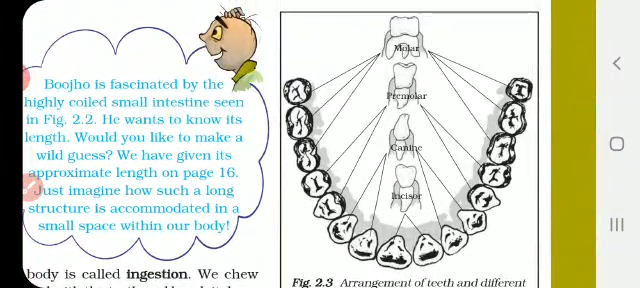 Boojho is fascinated by the
highly coiled small intestine seen
in Fig. 2.2. He wants to know its
length. Would you like to make a
wild guess? We have given its
approximate length on page 16.
Just imagine how such a long
structure is accommodated in a
small space within our body!
body is called ingestion. We chew
Molar
Premolar
Canine
Incisor
Fig. 2.3 Arrangement of teeth and different